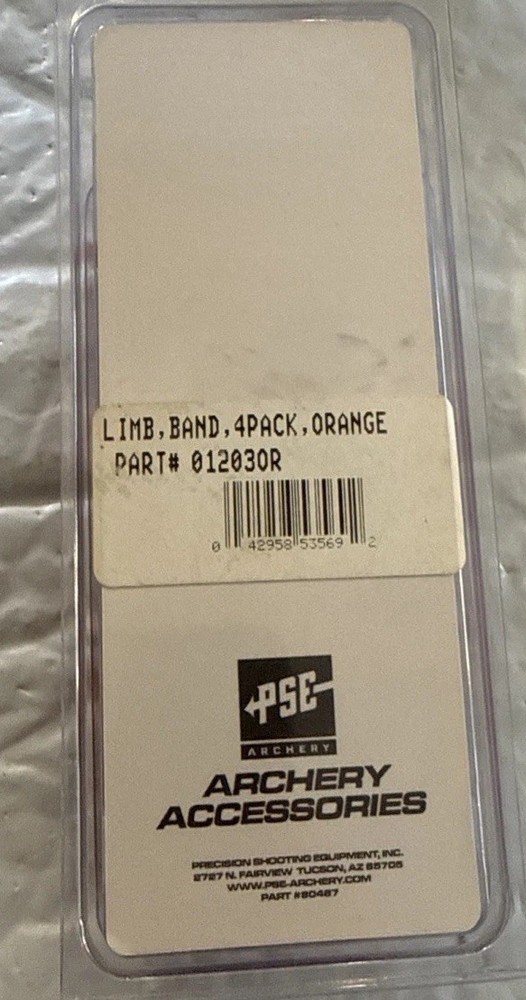 LIMB,BAND,4PACK,ORANGE
PART# 01203OR
0 42958 53569 2
PSE
ARCHERY
ARCHERY
ACCESSORIES
PRECISION SHOOTING EQUIPMENT, INC.
2727 N. FAIRVIEW TUCSON, AZ 85705
WWW.PSE-ARCHERY.COM
PART #80487